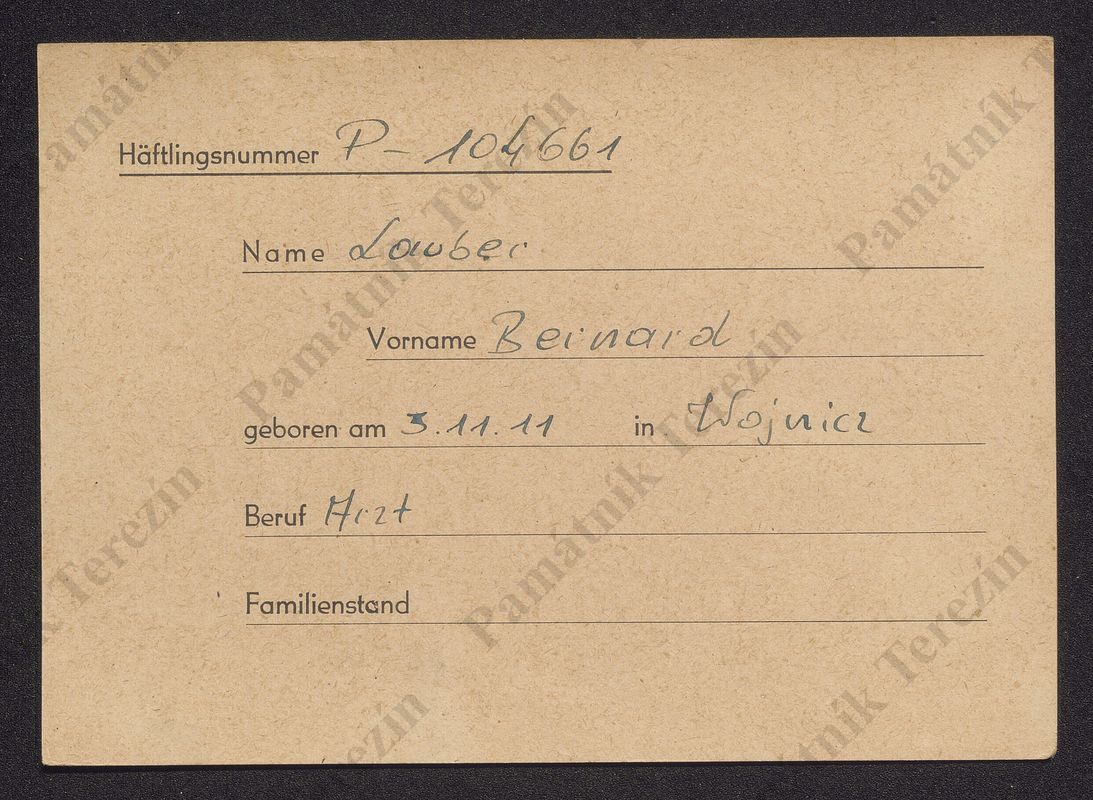 Häftlingsnummer P - 104661
Name Lauber
Vorname Bernard
geboren am 3.11.11 in Wojnicz
Beruf Arzt
Familienstand
Památník Terezín